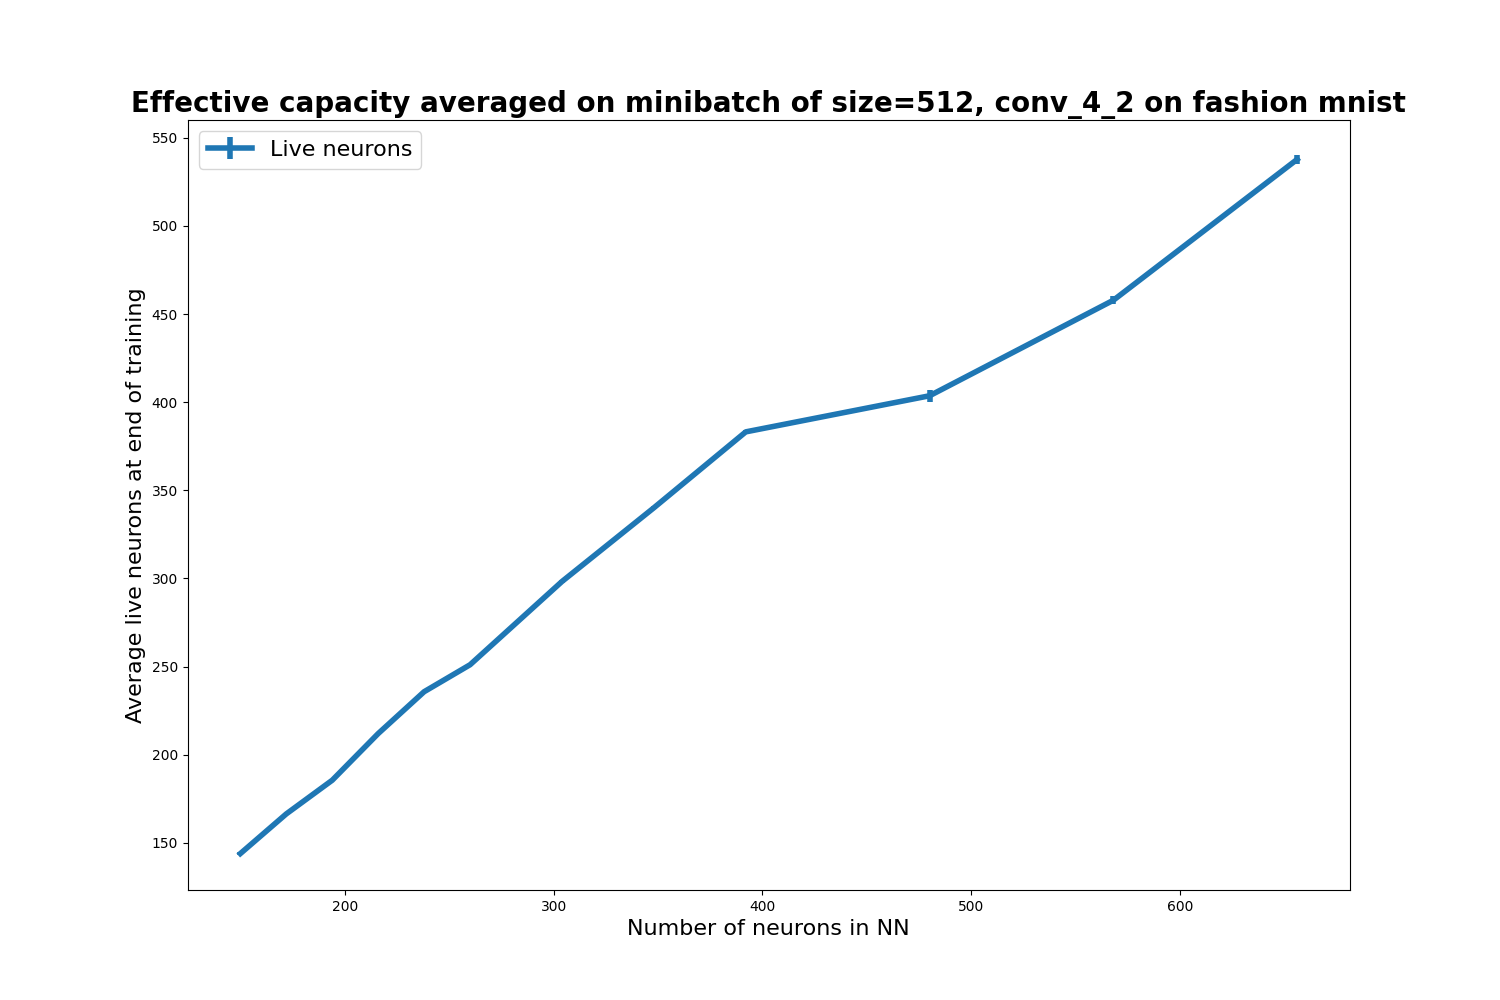 Effective capacity averaged on minibatch of size=512, conv_4_2 on fashion mnist
Live neurons
Average live neurons at end of training
550
500
450
400
350
300
250
200
150
200 300 400 500 600
Number of neurons in NN